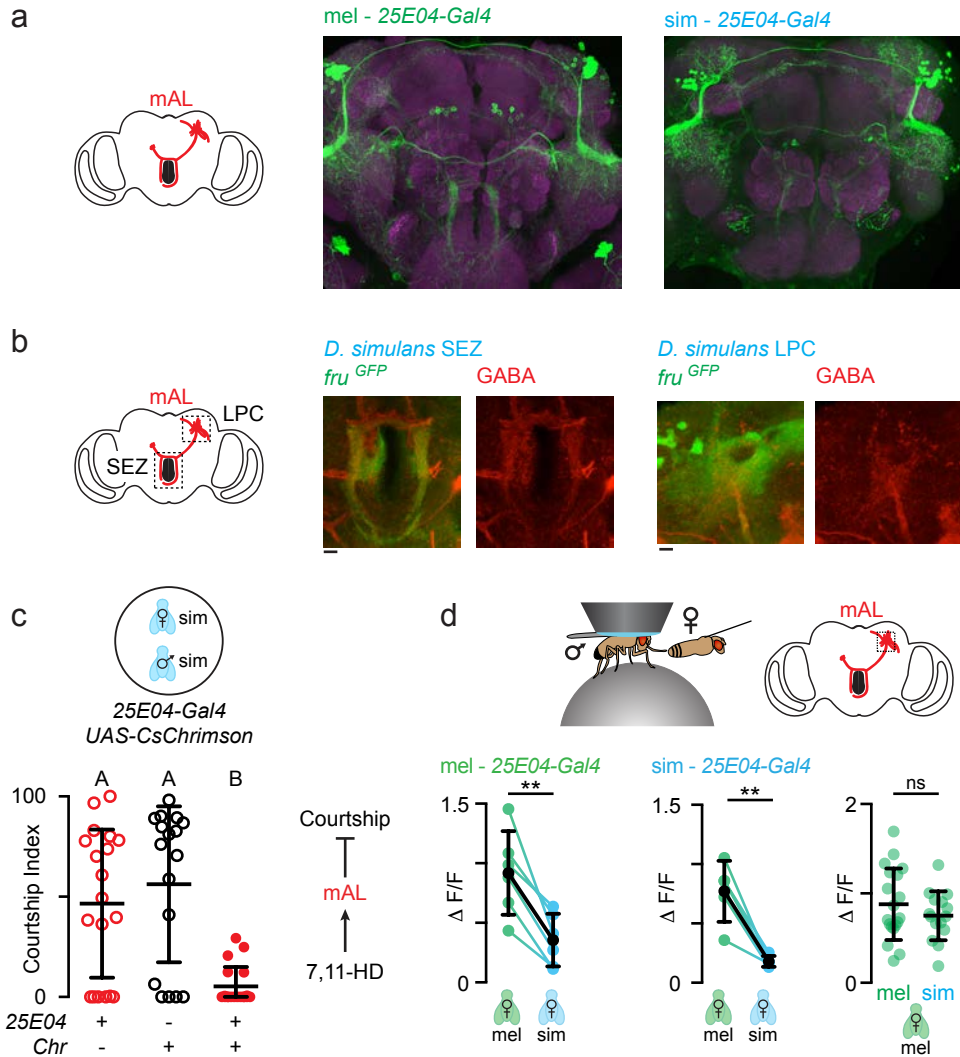 a
mel - 25E04-Gal4
sim - 25E04-Gal4
mAL
b
D. simulans SEZ
D. simulans LPC
fru GFP
GABA
fru GFP
GABA
mAL
LPC
SEZ
c
♀ sim
♂ sim
25E04-Gal4
UAS-CsChrimson
A A B
100
0
Courtship Index
25E04 + - +
Chr - + +
Courtship
mAL
7,11-HD
d
♂
♀
mAL
mel - 25E04-Gal4
**
1.5
0
Δ F/F
♀ ♀
mel sim
sim - 25E04-Gal4
**
1.5
0
Δ F/F
♀ ♀
mel sim
ns
2
0
Δ F/F
mel sim
♀
mel